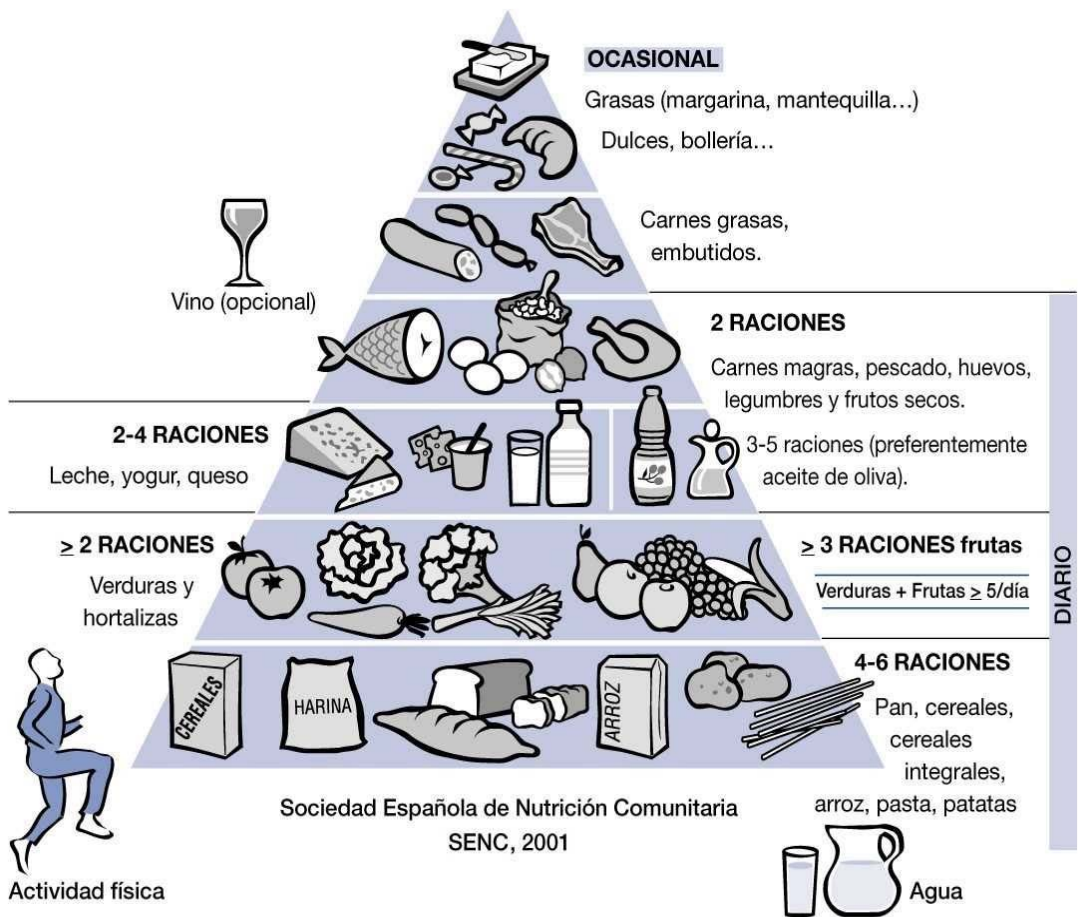 OCASIONAL
Grasas (margarina, mantequilla…)
Dulces, bollería…
Carnes grasas,
embutidos.
Vino (opcional)
2 RACIONES
Carnes magras, pescado, huevos,
legumbres y frutos secos.
2-4 RACIONES
Leche, yogur, queso
3-5 raciones (preferentemente
aceite de oliva).
≥ 2 RACIONES
Verduras y
hortalizas
≥ 3 RACIONES frutas
Verduras + Frutas ≥ 5/día
DIARIO
CEREALES
HARINA
ARROZ
4-6 RACIONES
Pan, cereales,
cereales
integrales,
arroz, pasta, patatas
Sociedad Española de Nutrición Comunitaria
SENC, 2001
Actividad física
Agua